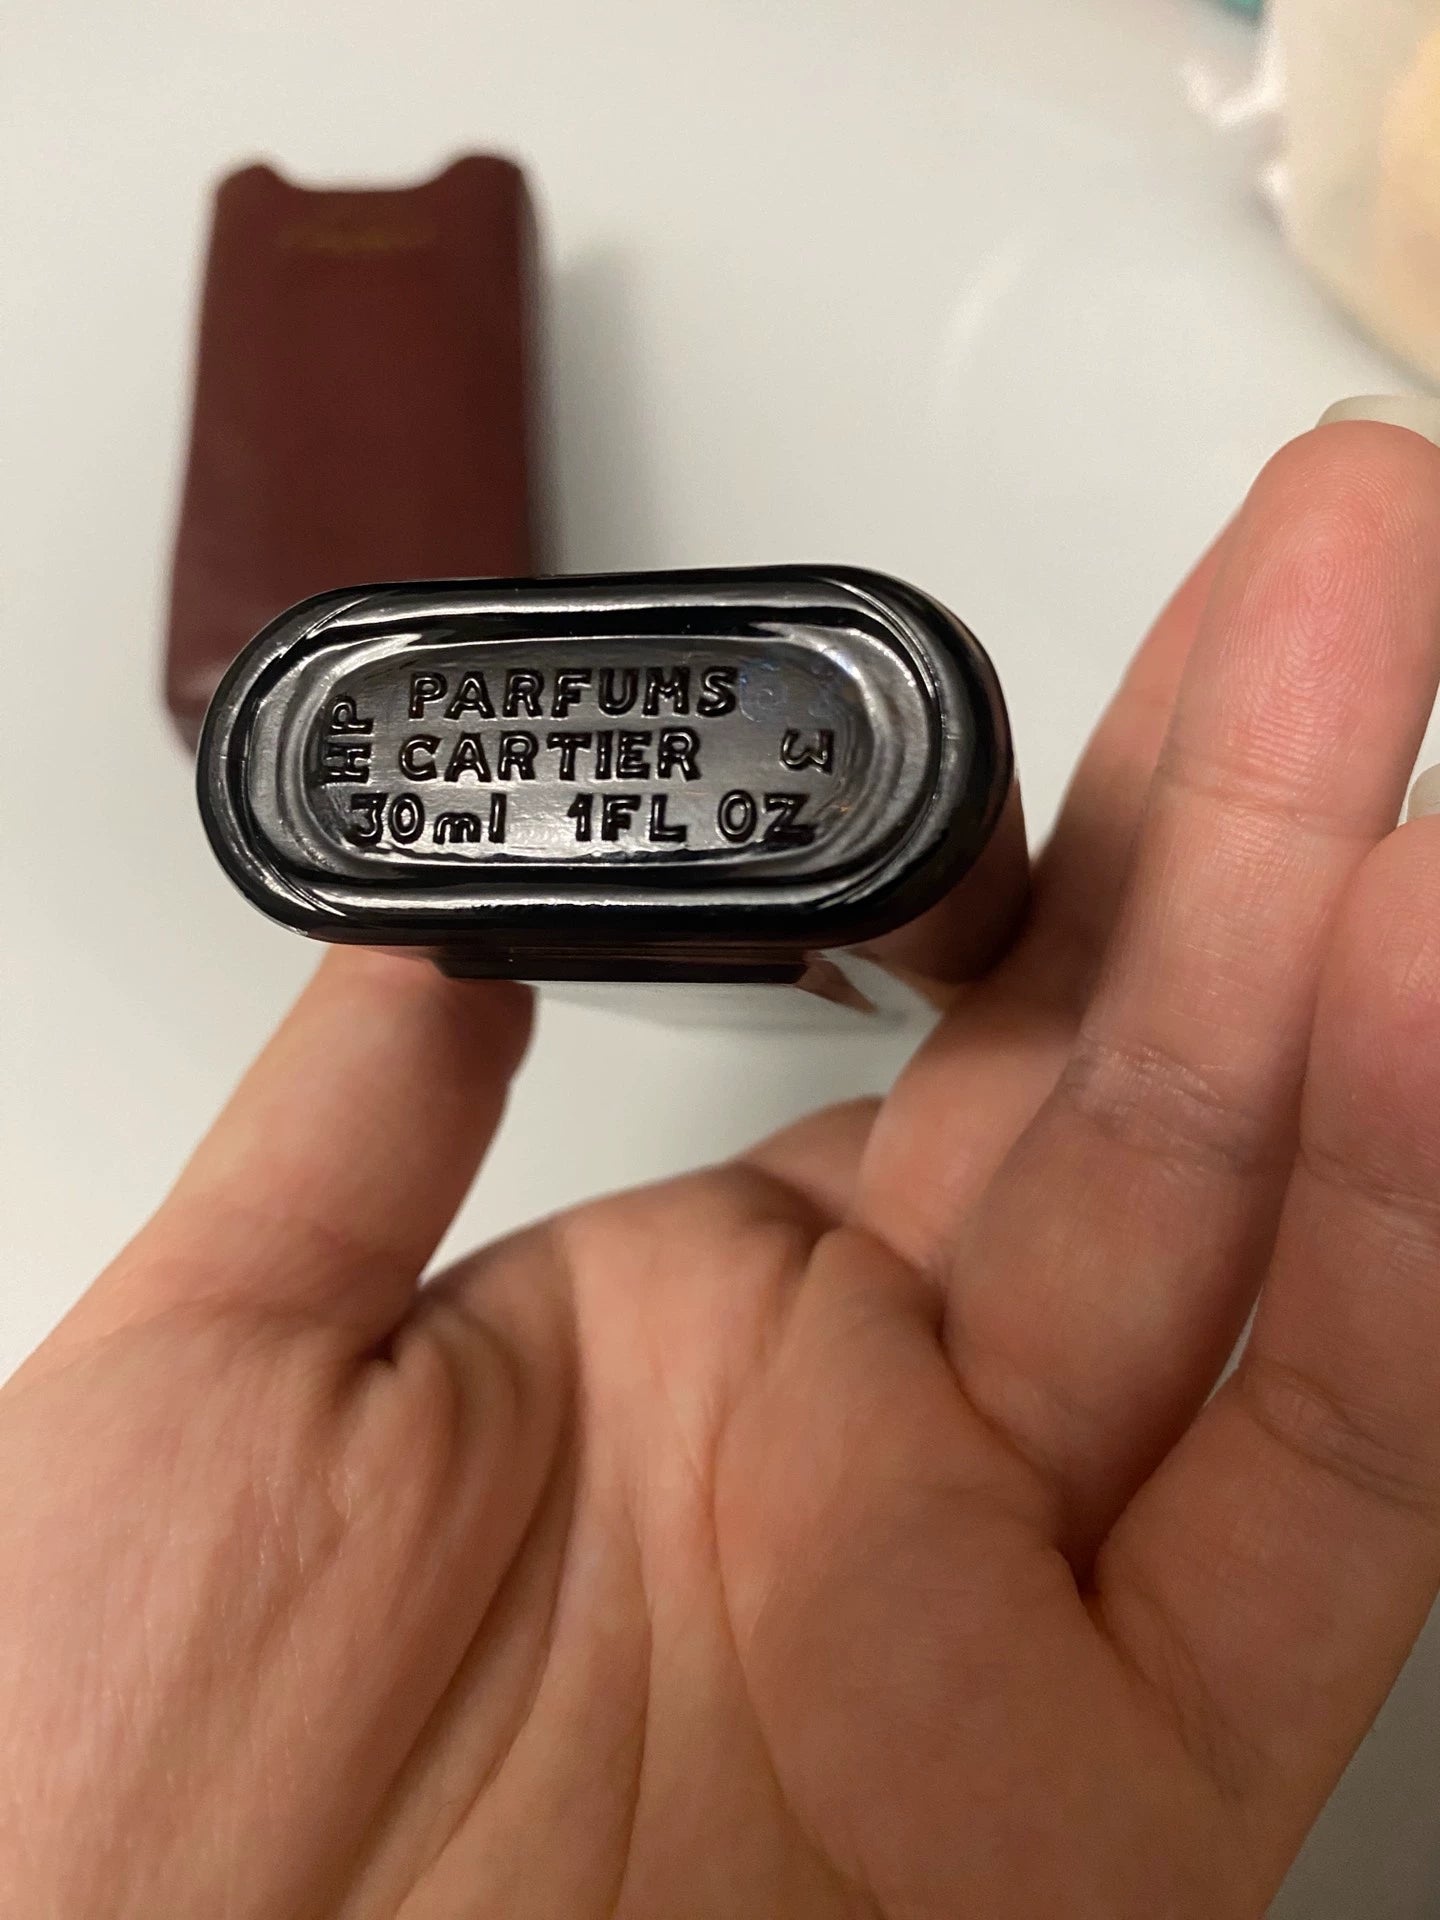 PARFUMS
HP CARTIER 3
30ml 1FL OZ